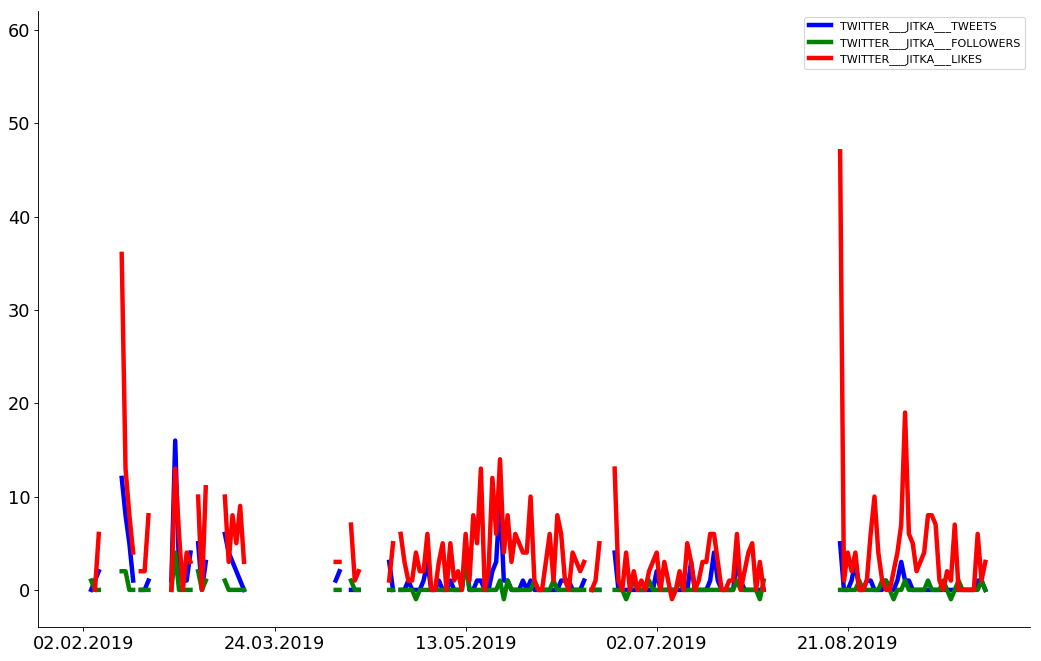 TWITTER___JITKA___TWEETS
TWITTER___JITKA___FOLLOWERS
TWITTER___JITKA___LIKES
60
50
40
30
20
10
0
02.02.2019 24.03.2019 13.05.2019 02.07.2019 21.08.2019